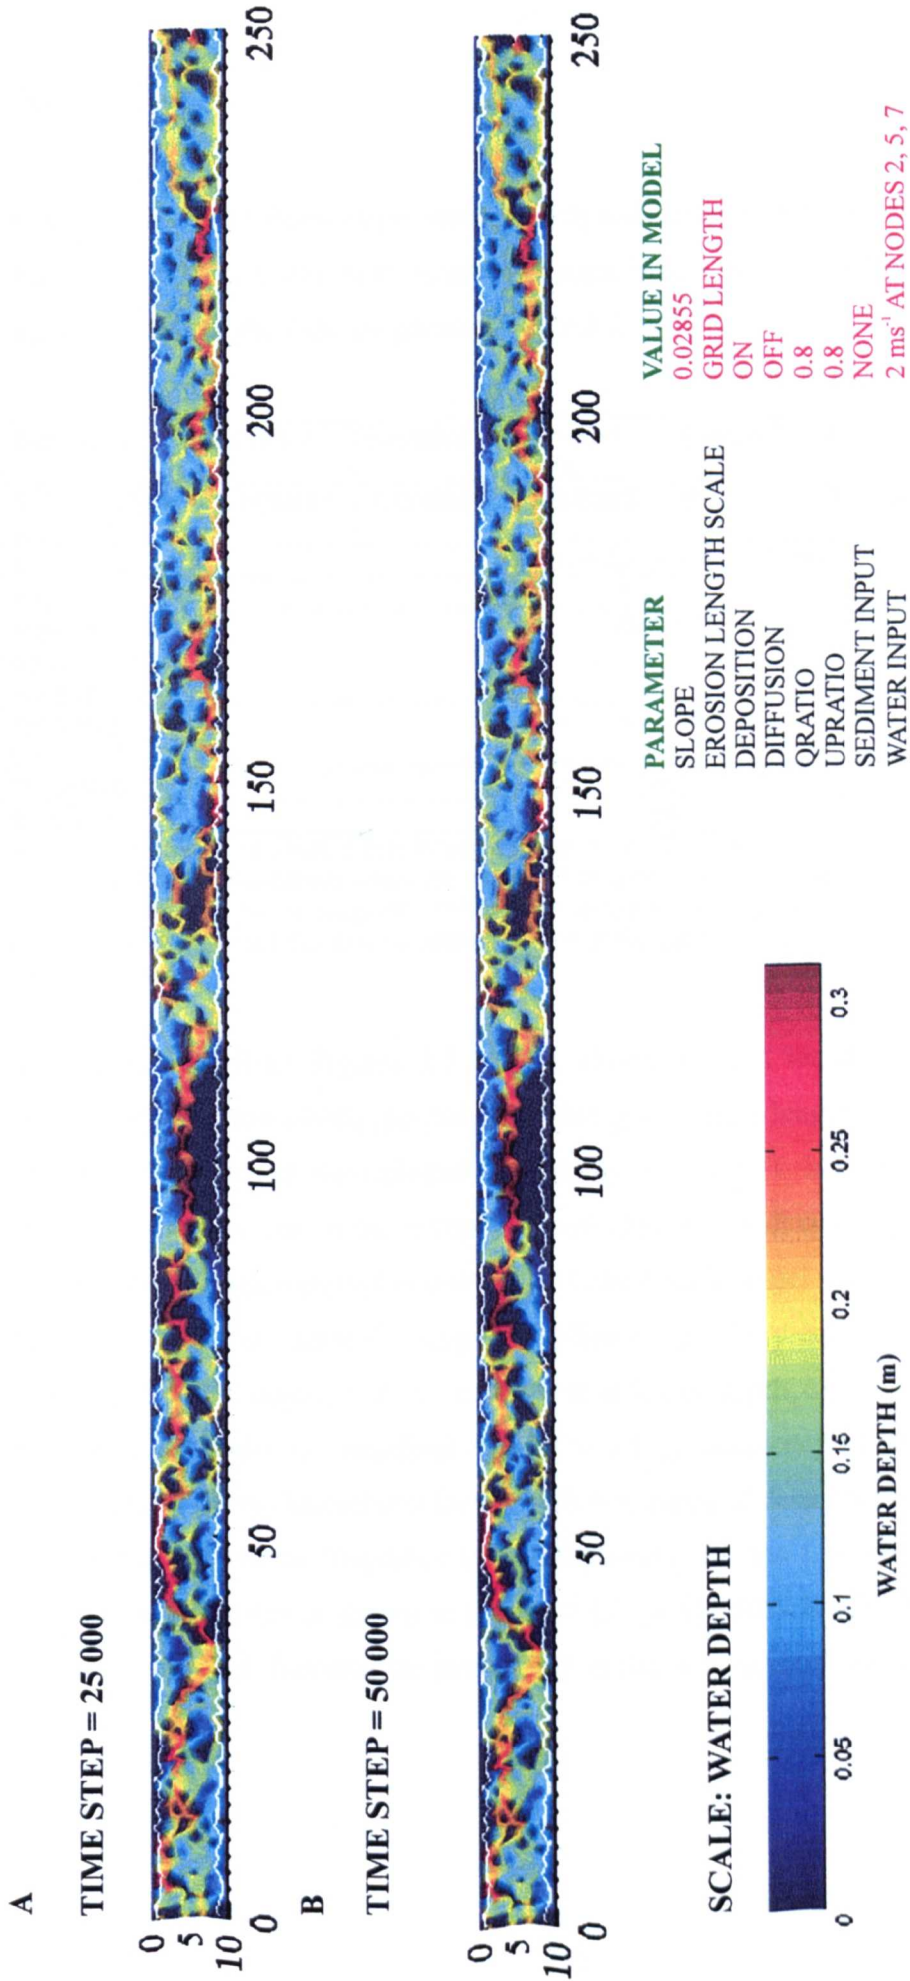 A
TIME STEP = 25 000
0
5
10
0 50 100 150 200 250
B
TIME STEP = 50 000
0
5
10
0 50 100 150 200 250
SCALE: WATER DEPTH
0 0.05 0.1 0.15 0.2 0.25 0.3
WATER DEPTH (m)
PARAMETER VALUE IN MODEL
SLOPE 0.02855
EROSION LENGTH SCALE GRID LENGTH
DEPOSITION ON
DIFFUSION OFF
QRATIO 0.8
UPRATIO 0.8
SEDIMENT INPUT NONE
WATER INPUT 2 ms⁻¹ AT NODES 2, 5, 7